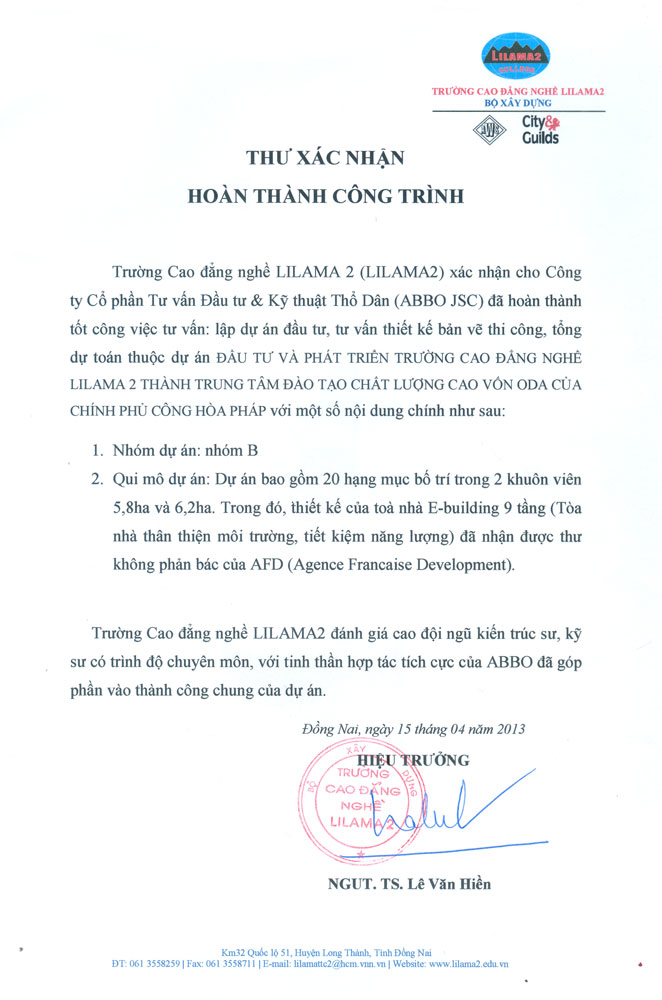 LILAMA2
COLLEGE
TRƯỜNG CAO ĐẲNG NGHỀ LILAMA2
BỘ XÂY DỰNG
City& Guilds
THƯ XÁC NHẬN
HOÀN THÀNH CÔNG TRÌNH
Trường Cao đẳng nghề LILAMA 2 (LILAMA2) xác nhận cho Công
ty Cổ phần Tư vấn Đầu tư & Kỹ thuật Thổ Dân (ABBO JSC) đã hoàn thành
tốt công việc tư vấn: lập dự án đầu tư, tư vấn thiết kế bản vẽ thi công, tổng
dự toán thuộc dự án ĐẦU TƯ VÀ PHÁT TRIỂN TRƯỜNG CAO ĐẲNG NGHỀ
LILAMA 2 THÀNH TRUNG TÂM ĐÀO TẠO CHẤT LƯỢNG CAO VỐN ODA CỦA
CHÍNH PHỦ CÔNG HÒA PHÁP với một số nội dung chính như sau:
1. Nhóm dự án: nhóm B
2. Qui mô dự án: Dự án bao gồm 20 hạng mục bố trí trong 2 khuôn viên
5,8ha và 6,2ha. Trong đó, thiết kế của toà nhà E-building 9 tầng (Tòa
nhà thân thiện môi trường, tiết kiệm năng lượng) đã nhận được thư
không phản bác của AFD (Agence Francaise Development).
Trường Cao đẳng nghề LILAMA2 đánh giá cao đội ngũ kiến trúc sư, kỹ
sư có trình độ chuyên môn, với tinh thần hợp tác tích cực của ABBO đã góp
phần vào thành công chung của dự án.
Đồng Nai, ngày 15 tháng 04 năm 2013
HIỆU TRƯỞNG
BỘ XÂY DỰNG
TRƯỜNG
CAO ĐẲNG
NGHỀ
LILAMA2
NGUT. TS. Lê Văn Hiền
Km32 Quốc lộ 51, Huyện Long Thành, Tỉnh Đồng Nai
ĐT: 061 3558259 | Fax: 061 3558711 | E-mail: lilamattc2@hcm.vnn.vn | Website: www.lilama2.edu.vn